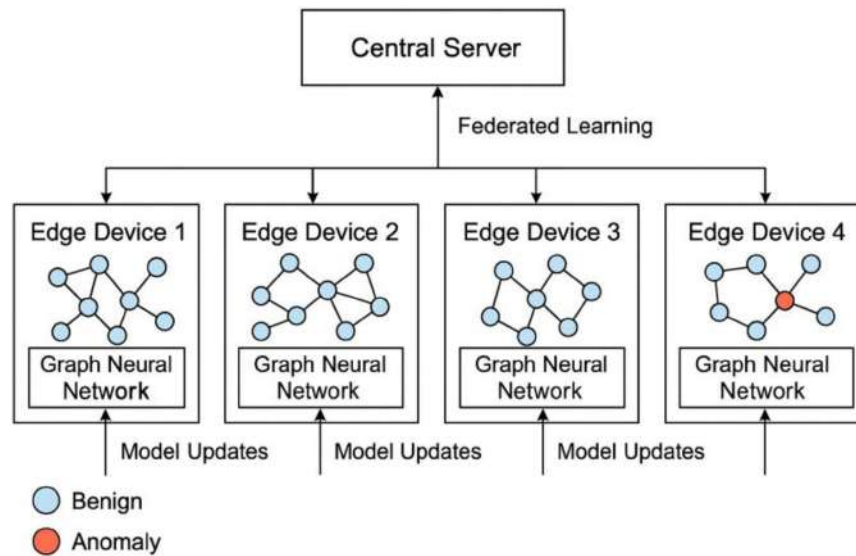 Central Server
Federated Learning
Edge Device 1
Edge Device 2
Edge Device 3
Edge Device 4
Graph Neural
Network
Graph Neural
Network
Graph Neural
Network
Graph Neural
Network
Model Updates
Model Updates
Model Updates
Benign
Anomaly